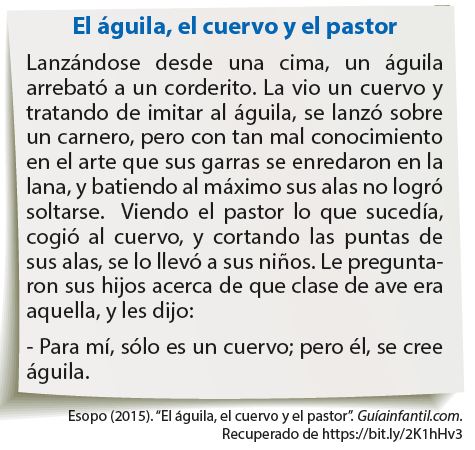 El águila, el cuervo y el pastor
Lanzándose desde una cima, un águila
arrebató a un corderito. La vio un cuervo y
tratando de imitar al águila, se lanzó sobre
un carnero, pero con tan mal conocimiento
en el arte que sus garras se enredaron en la
lana, y batiendo al máximo sus alas no logró
soltarse. Viendo el pastor lo que sucedía,
cogió al cuervo, y cortando las puntas de
sus alas, se lo llevó a sus niños. Le pregunta-
ron sus hijos acerca de que clase de ave era
aquella, y les dijo:
- Para mí, sólo es un cuervo; pero él, se cree
águila.
Esopo (2015). “El águila, el cuervo y el pastor”. Guíainfantil.com.
Recuperado de https://bit.ly/2K1hHv3